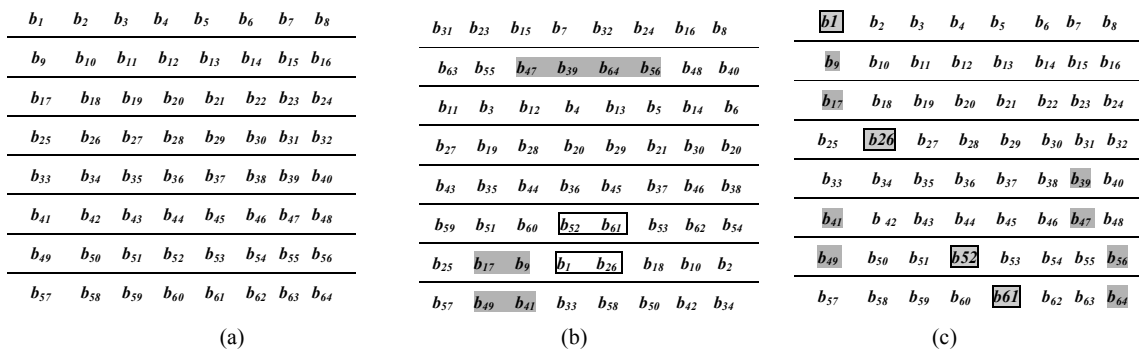 b₁ b₂ b₃ b₄ b₅ b₆ b₇ b₈
b₉ b₁₀ b₁₁ b₁₂ b₁₃ b₁₄ b₁₅ b₁₆
b₁₇ b₁₈ b₁₉ b₂₀ b₂₁ b₂₂ b₂₃ b₂₄
b₂₅ b₂₆ b₂₇ b₂₈ b₂₉ b₃₀ b₃₁ b₃₂
b₃₃ b₃₄ b₃₅ b₃₆ b₃₇ b₃₈ b₃₉ b₄₀
b₄₁ b₄₂ b₄₃ b₄₄ b₄₅ b₄₆ b₄₇ b₄₈
b₄₉ b₅₀ b₅₁ b₅₂ b₅₃ b₅₄ b₅₅ b₅₆
b₅₇ b₅₈ b₅₉ b₆₀ b₆₁ b₆₂ b₆₃ b₆₄
(a)
b₃₁ b₂₃ b₁₅ b₇ b₃₂ b₂₄ b₁₆ b₈
b₆₃ b₅₅ b₄₇ b₃₉ b₆₄ b₅₆ b₄₈ b₄₀
b₁₁ b₃ b₁₂ b₄ b₁₃ b₅ b₁₄ b₆
b₂₇ b₁₉ b₂₈ b₂₀ b₂₉ b₂₁ b₃₀ b₂₀
b₄₃ b₃₅ b₄₄ b₃₆ b₄₅ b₃₇ b₄₆ b₃₈
b₅₉ b₅₁ b₆₀ b₅₂ b₆₁ b₅₃ b₆₂ b₅₄
b₂₅ b₁₇ b₉ b₁ b₂₆ b₁₈ b₁₀ b₂
b₅₇ b₄₉ b₄₁ b₃₃ b₅₈ b₅₀ b₄₂ b₃₄
(b)
b1 b₂ b₃ b₄ b₅ b₆ b₇ b₈
b₉ b₁₀ b₁₁ b₁₂ b₁₃ b₁₄ b₁₅ b₁₆
b₁₇ b₁₈ b₁₉ b₂₀ b₂₁ b₂₂ b₂₃ b₂₄
b₂₅ b26 b₂₇ b₂₈ b₂₉ b₃₀ b₃₁ b₃₂
b₃₃ b₃₄ b₃₅ b₃₆ b₃₇ b₃₈ b₃₉ b₄₀
b₄₁ b ₄₂ b₄₃ b₄₄ b₄₅ b₄₆ b₄₇ b₄₈
b₄₉ b₅₀ b₅₁ b52 b₅₃ b₅₄ b₅₅ b₅₆
b₅₇ b₅₈ b₅₉ b₆₀ b61 b₆₂ b₆₃ b₆₄
(c)